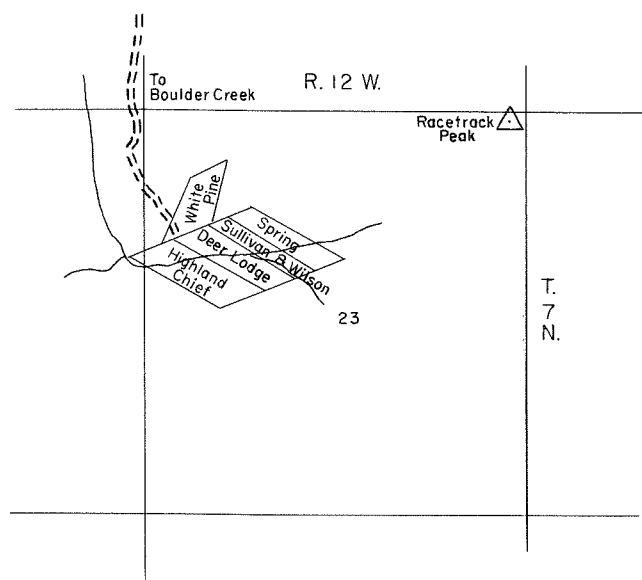 To
Boulder Creek
R. 12 W.
Racetrack
Peak
White
Pine
Spring
Sullivan & Wilson
Deer Lodge
Highland
Chief
23
T.
7
N.